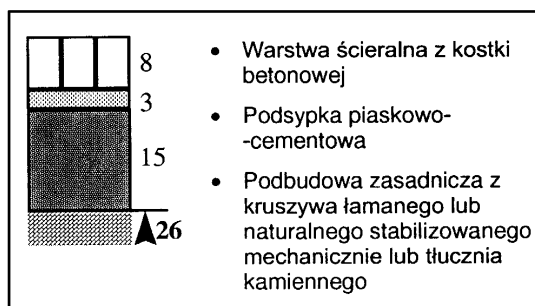 8
3
15
26
• Warstwa ścieralna z kostki
betonowej
• Podsypka piaskowo-
-cementowa
• Podbudowa zasadnicza z
kruszywa łamanego lub
naturalnego stabilizowanego
mechanicznie lub tłucznia
kamiennego